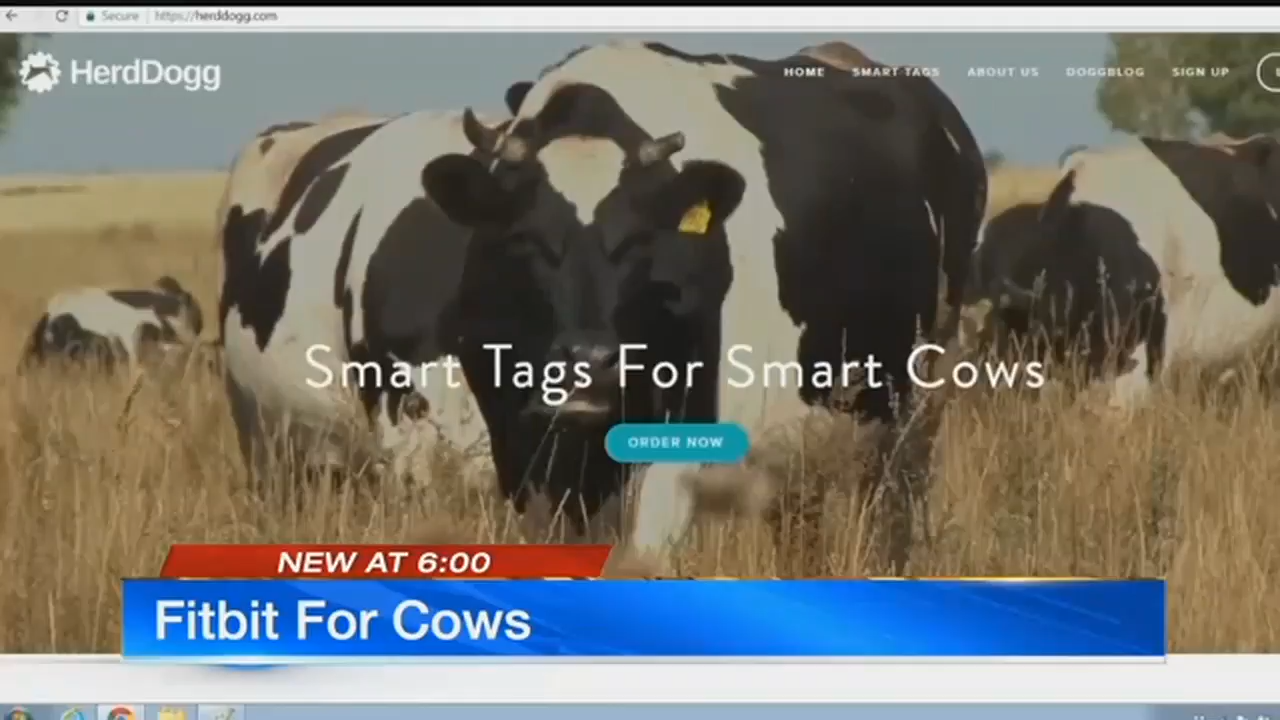 Secure https://herddogg.com
HerdDogg
HOME SMART TAGS ABOUT US DOGGBLOG SIGN UP
Smart Tags For Smart Cows
ORDER NOW
NEW AT 6:00
Fitbit For Cows